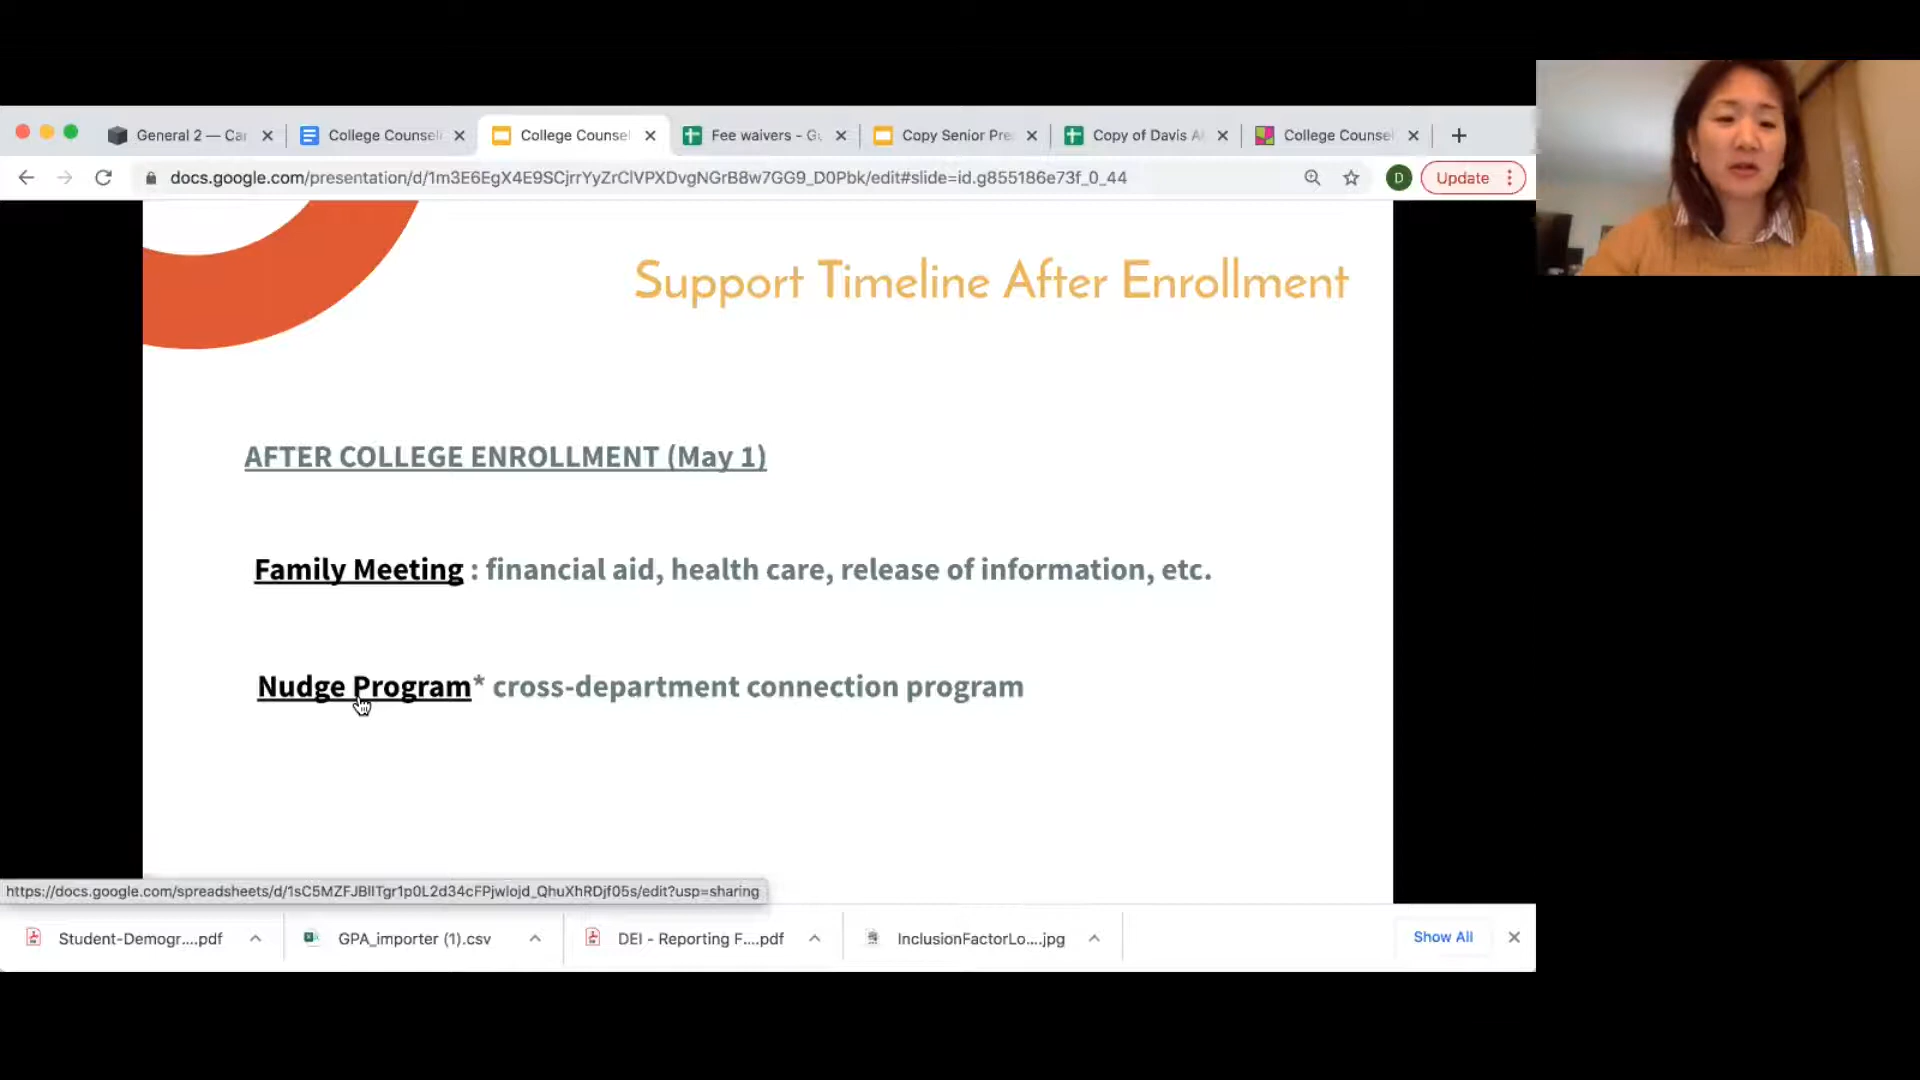 General 2 — Car
College Counseli
College Counsel
Fee waivers - Gu
Copy Senior Pre
Copy of Davis A
College Counsel
docs.google.com/presentation/d/1m3E6EgX4E9SCjrrYyZrClVPXDvgNGrB8w7GG9_D0Pbk/edit#slide=id.g855186e73f_0_44
D
Update
Support Timeline After Enrollment
AFTER COLLEGE ENROLLMENT (May 1)
Family Meeting : financial aid, health care, release of information, etc.
Nudge Program* cross-department connection program
https://docs.google.com/spreadsheets/d/1sC5MZFJBIlTgr1p0L2d34cFPjwlojd_QhuXhRDjf05s/edit?usp=sharing
Student-Demogr....pdf
GPA_importer (1).csv
DEI - Reporting F....pdf
InclusionFactorLo....jpg
Show All